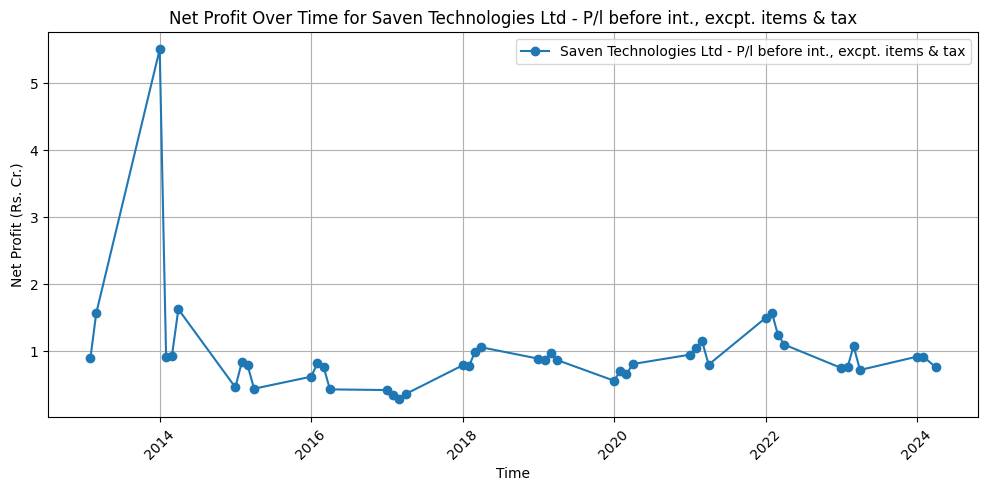 Net Profit Over Time for Saven Technologies Ltd - P/l before int., excpt. items & tax
Saven Technologies Ltd - P/l before int., excpt. items & tax
Net Profit (Rs. Cr.)
5
4
3
2
1
2014
2016
2018
2020
2022
2024
Time